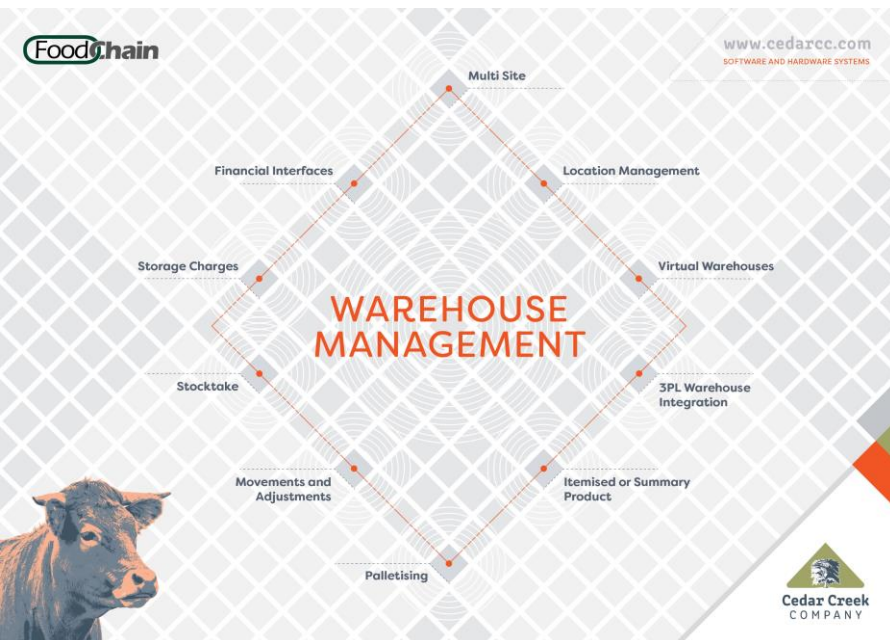 FoodChain
www.cedarcc.com
SOFTWARE AND HARDWARE SYSTEMS
Multi Site
Financial Interfaces
Location Management
Storage Charges
Virtual Warehouses
WAREHOUSE
MANAGEMENT
Stocktake
3PL Warehouse
Integration
Movements and
Adjustments
Itemised or Summary
Product
Palletising
Cedar Creek
COMPANY